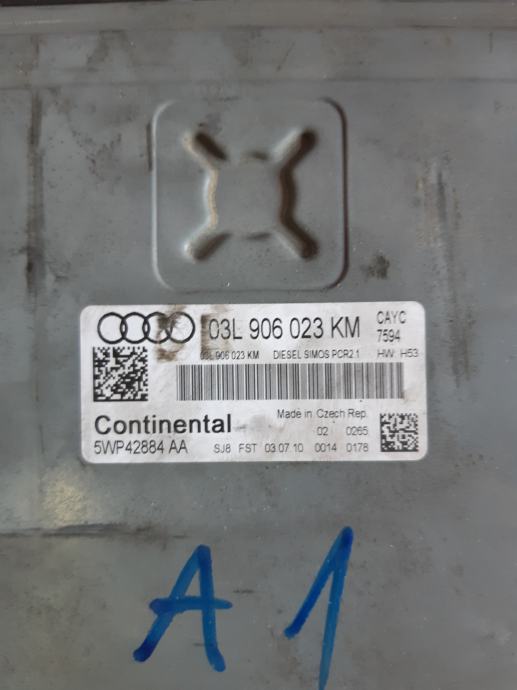 03L 906 023 KM
CAYC
7594
03L 906 023 KM DIESEL SIMOS PCR2.1 HW: H53
Continental
Made in Czech Rep.
02 0265
5WP42884 AA SJ8 FST 03.07.10 0014 0178
A1